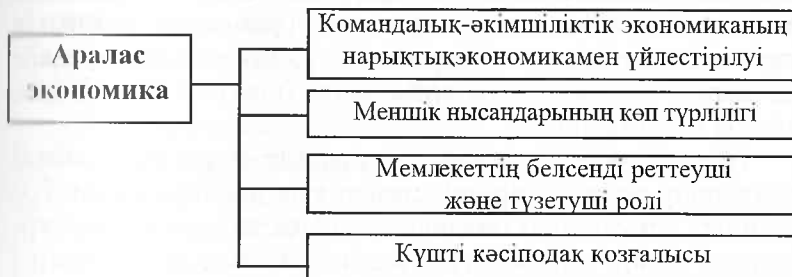 Аралас
экономика
Командалық-әкімшіліктік экономиканың
нарықтықэкономикамен үйлестірілуі
Меншік нысандарының көп түрлілігі
Мемлекеттің белсенді реттеуші
және түзетуші ролі
Күшті кәсіподақ қозғалысы